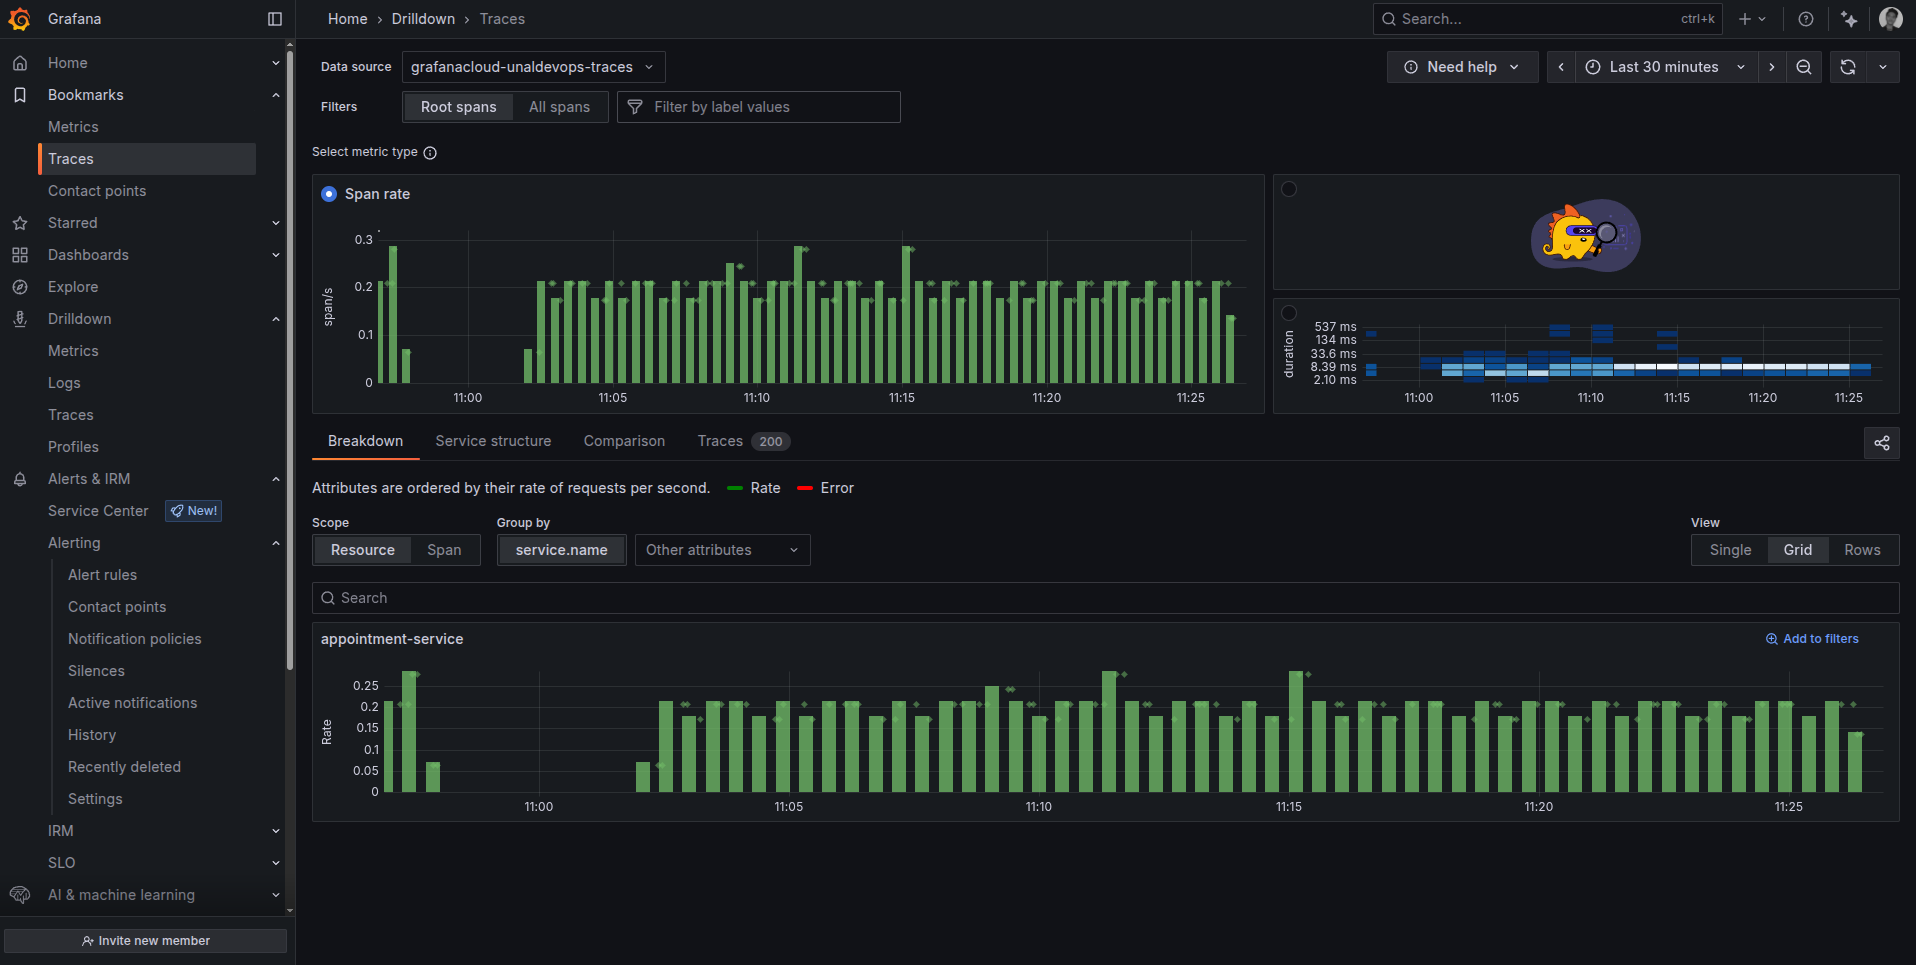 Grafana
Home › Drilldown › Traces
Search...
ctrl+k
Home
Bookmarks
Metrics
Traces
Contact points
Starred
Dashboards
Explore
Drilldown
Metrics
Logs
Traces
Profiles
Alerts & IRM
Service Center
New!
Alerting
Alert rules
Contact points
Notification policies
Silences
Active notifications
History
Recently deleted
Settings
IRM
SLO
AI & machine learning
Invite new member
Data source
grafanacloud-unaldevops-traces
Need help
Last 30 minutes
Filters
Root spans
All spans
Filter by label values
Select metric type
Span rate
span/s
0.3
0.2
0.1
0
11:00
11:05
11:10
11:15
11:20
11:25
duration
537 ms
134 ms
33.6 ms
8.39 ms
2.10 ms
11:00
11:05
11:10
11:15
11:20
11:25
Breakdown
Service structure
Comparison
Traces
200
Attributes are ordered by their rate of requests per second.
Rate
Error
Scope
Group by
View
Resource
Span
service.name
Other attributes
Single
Grid
Rows
Search
appointment-service
Add to filters
Rate
0.25
0.2
0.15
0.1
0.05
0
11:00
11:05
11:10
11:15
11:20
11:25